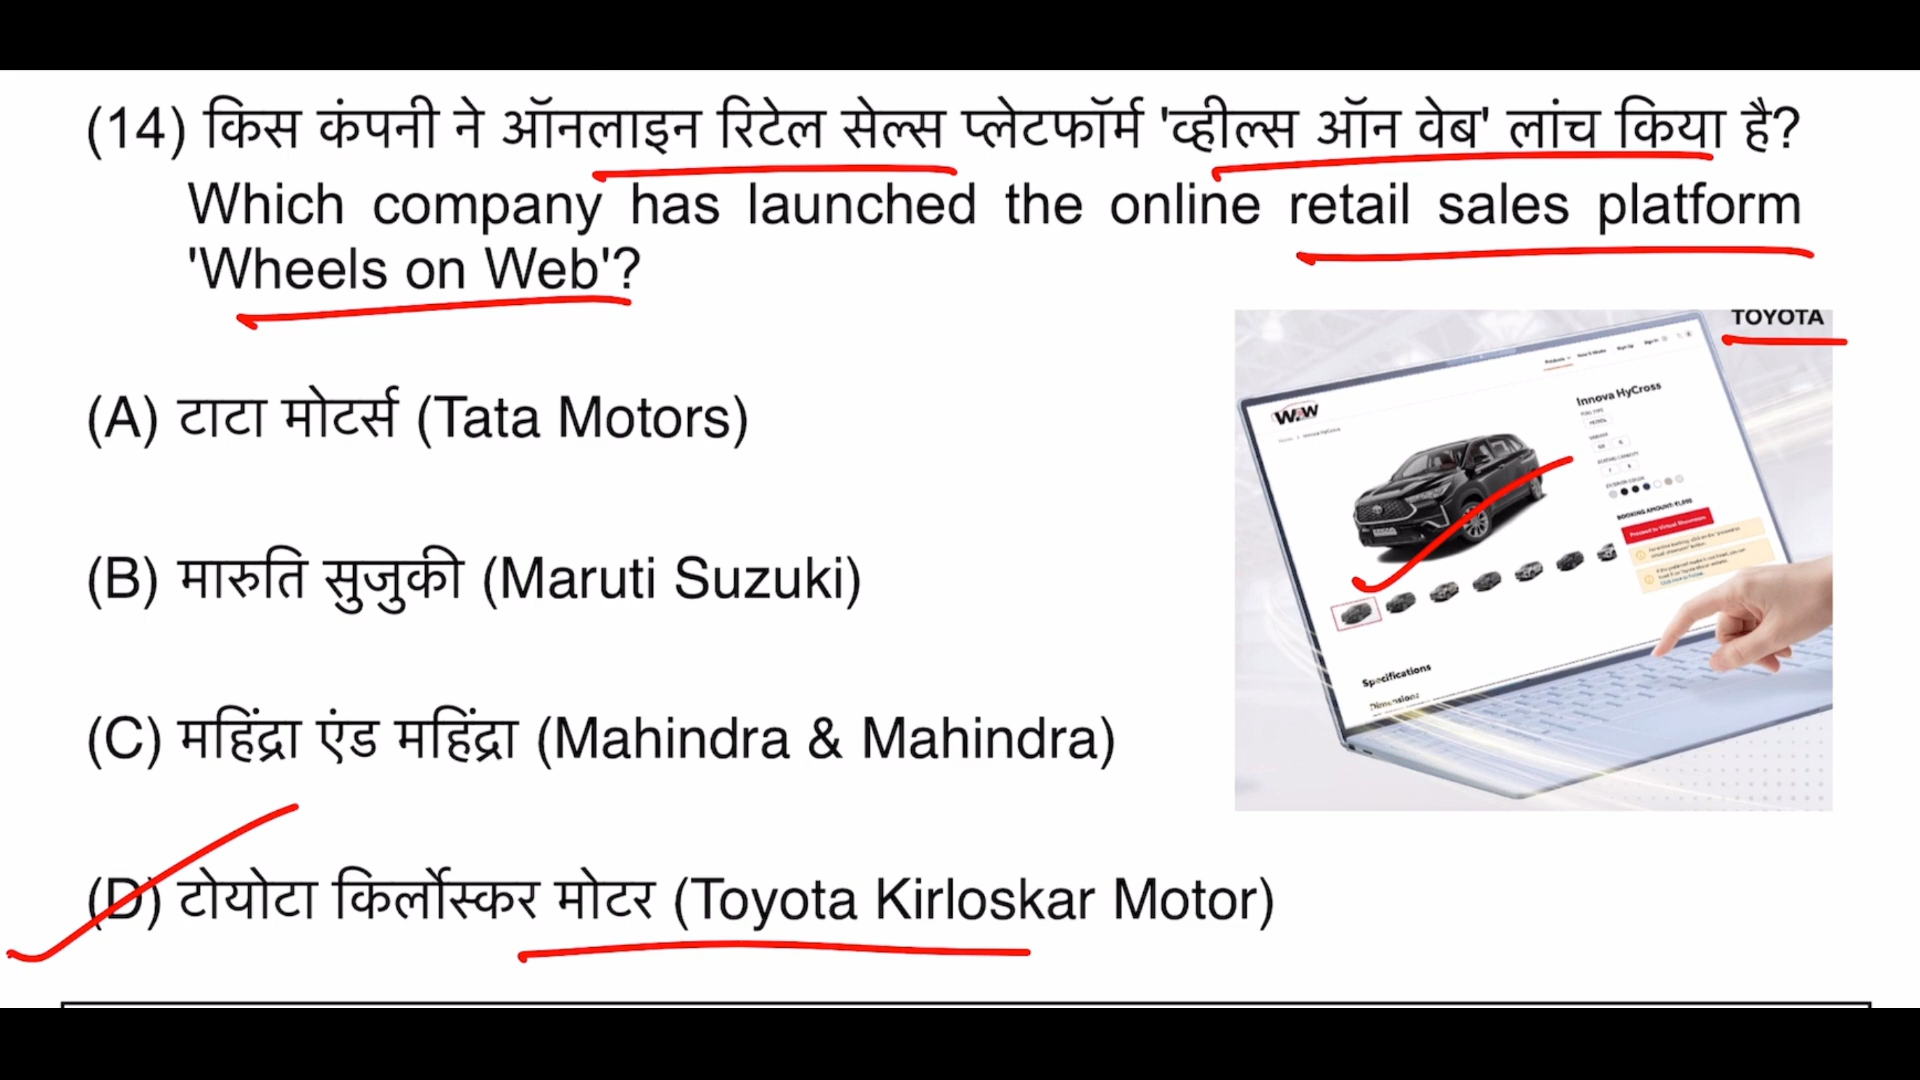 (14) किस कंपनी ने ऑनलाइन रिटेल सेल्स प्लेटफॉर्म 'व्हील्स ऑन वेब' लांच किया है?
Which company has launched the online retail sales platform
'Wheels on Web'?
TOYOTA
Innova HyCross
(A) टाटा मोटर्स (Tata Motors)
(B) मारुति सुजुकी (Maruti Suzuki)
Specifications
Dimensions
(C) महिंद्रा एंड महिंद्रा (Mahindra & Mahindra)
(D) टोयोटा किर्लोस्कर मोटर (Toyota Kirloskar Motor)